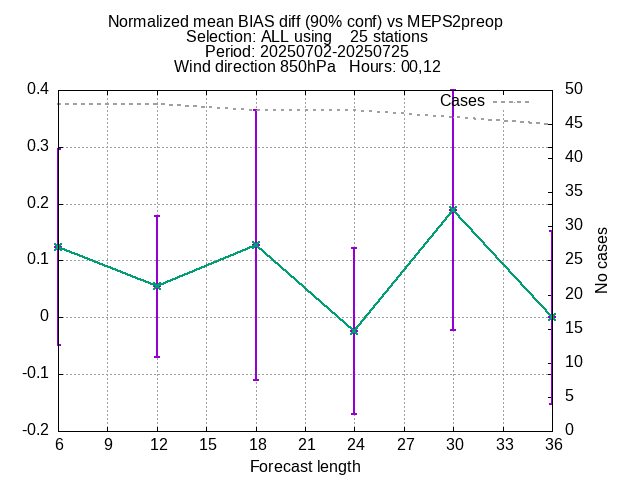 Normalized mean BIAS diff (90% conf) vs MEPS2preop
Selection: ALL using    25 stations
Period: 20250702-20250725
Wind direction 850hPa   Hours: 00,12
Cases
0.4
0.3
0.2
0.1
0
-0.1
-0.2
50
45
40
35
30
25
20
15
10
5
0
No cases
6 9 12 15 18 21 24 27 30 33 36
Forecast length